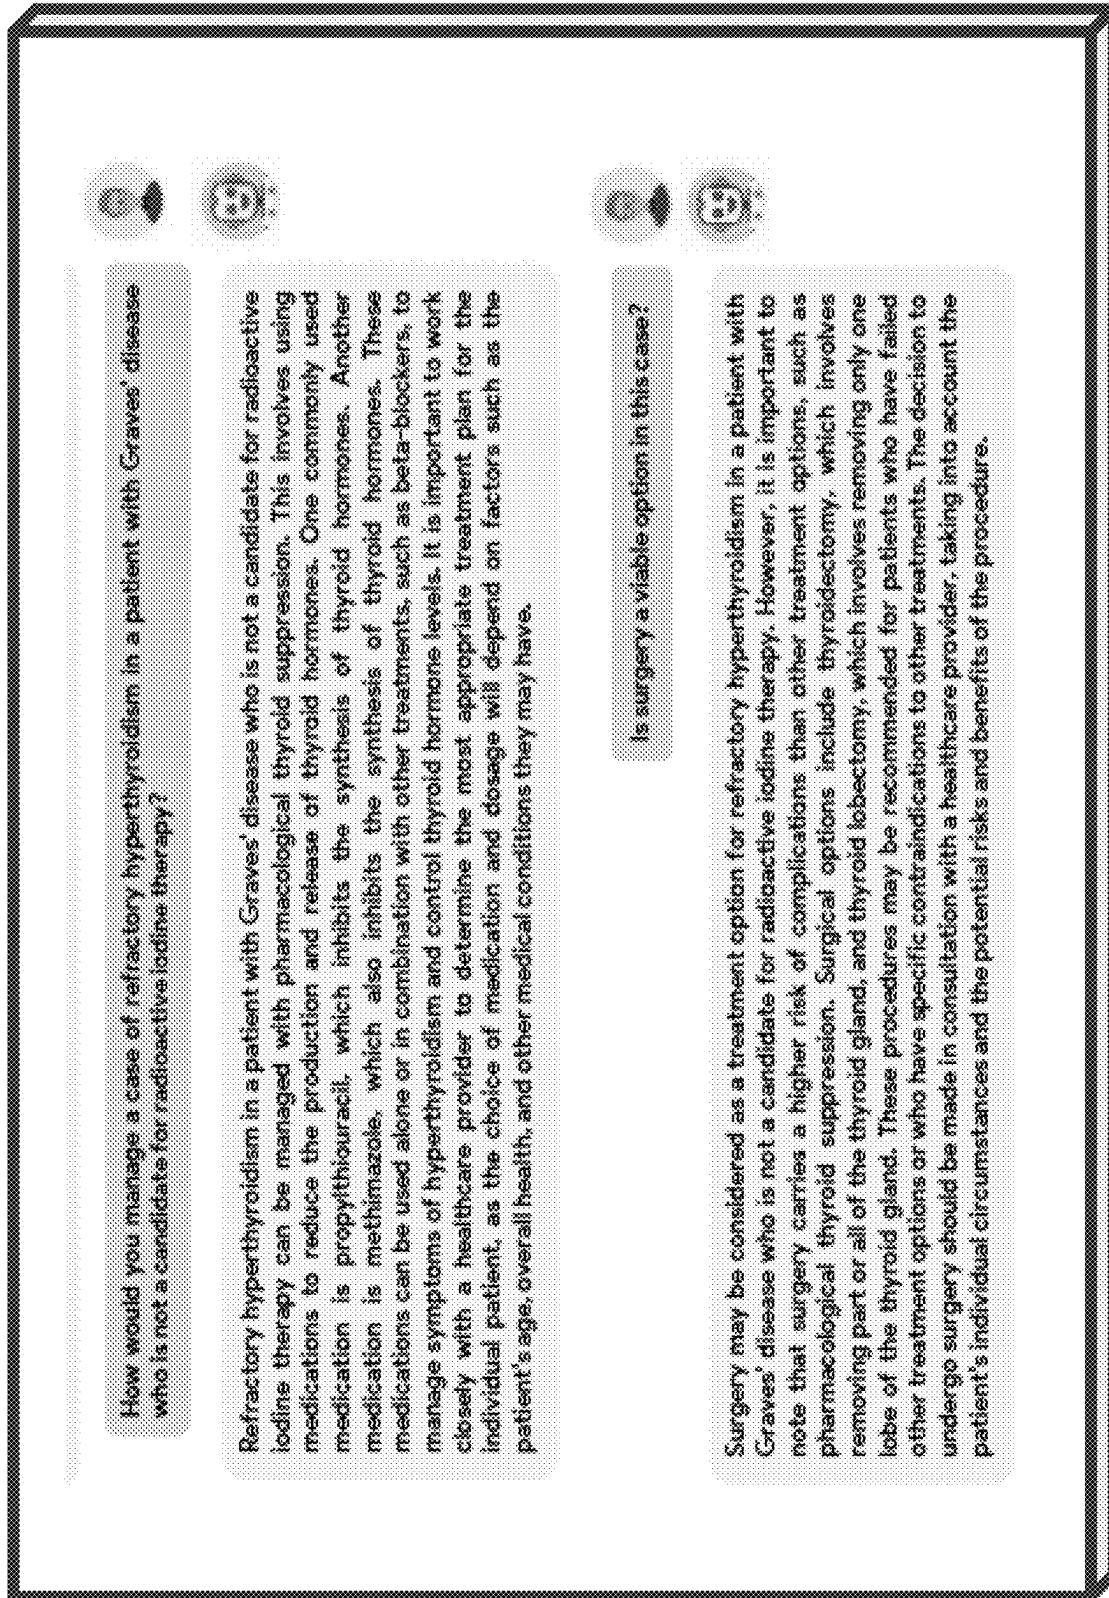 How would you manage a case of refractory hyperthyroidism in a patient with Graves' disease
who is not a candidate for radioactive iodine therapy?
Refractory hyperthyroidism in a patient with Graves' disease who is not a candidate for radioactive
iodine therapy can be managed with pharmacological thyroid suppression. This involves using
medications to reduce the production and release of thyroid hormones. One commonly used
medication is propylthiouracil, which inhibits the synthesis of thyroid hormones. Another
medication is methimazole, which also inhibits the synthesis of thyroid hormones. These
medications can be used alone or in combination with other treatments, such as beta-blockers, to
manage symptoms of hyperthyroidism and control thyroid hormone levels. It is important to work
closely with a healthcare provider to determine the most appropriate treatment plan for the
individual patient, as the choice of medication and dosage will depend on factors such as the
patient's age, overall health, and other medical conditions they may have.
Is surgery a viable option in this case?
Surgery may be considered as a treatment option for refractory hyperthyroidism in a patient with
Graves' disease who is not a candidate for radioactive iodine therapy. However, it is important to
note that surgery carries a higher risk of complications than other treatment options, such as
pharmacological thyroid suppression. Surgical options include thyroidectomy, which involves
removing part or all of the thyroid gland, and thyroid lobectomy, which involves removing only one
lobe of the thyroid gland. These procedures may be recommended for patients who have failed
other treatment options or who have specific contraindications to other treatments. The decision to
undergo surgery should be made in consultation with a healthcare provider, taking into account the
patient's individual circumstances and the potential risks and benefits of the procedure.